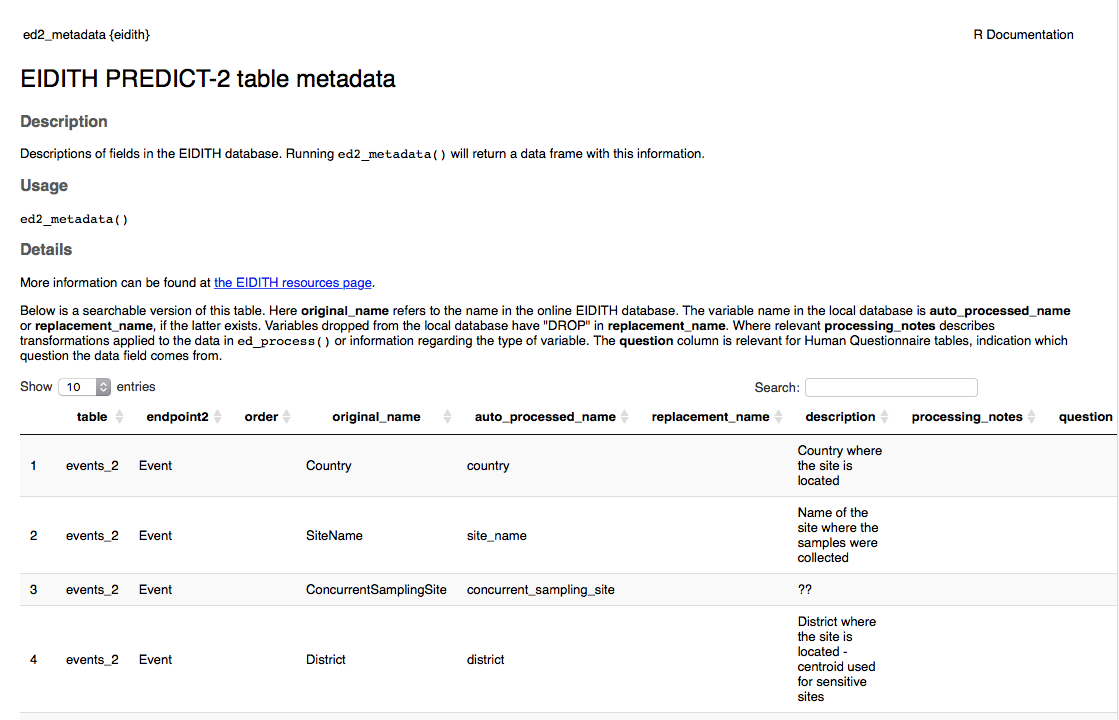 ed2_metadata {eidith} R Documentation
EIDITH PREDICT-2 table metadata
Description
Descriptions of fields in the EIDITH database. Running ed2_metadata() will return a data frame with this information.
Usage
ed2_metadata()
Details
More information can be found at the EIDITH resources page.
Below is a searchable version of this table. Here original_name refers to the name in the online EIDITH database. The variable name in the local database is auto_processed_name
or replacement_name, if the latter exists. Variables dropped from the local database have "DROP" in replacement_name. Where relevant processing_notes describes
transformations applied to the data in ed_process() or information regarding the type of variable. The question column is relevant for Human Questionnaire tables, indication which
question the data field comes from.
Show 10 entries Search:
table endpoint2 order original_name auto_processed_name replacement_name description processing_notes question
1 events_2 Event Country country Country where
the site is
located
2 events_2 Event SiteName site_name Name of the
site where the
samples were
collected
3 events_2 Event ConcurrentSamplingSite concurrent_sampling_site ??
4 events_2 Event District district District where
the site is
located -
centroid used
for sensitive
sites